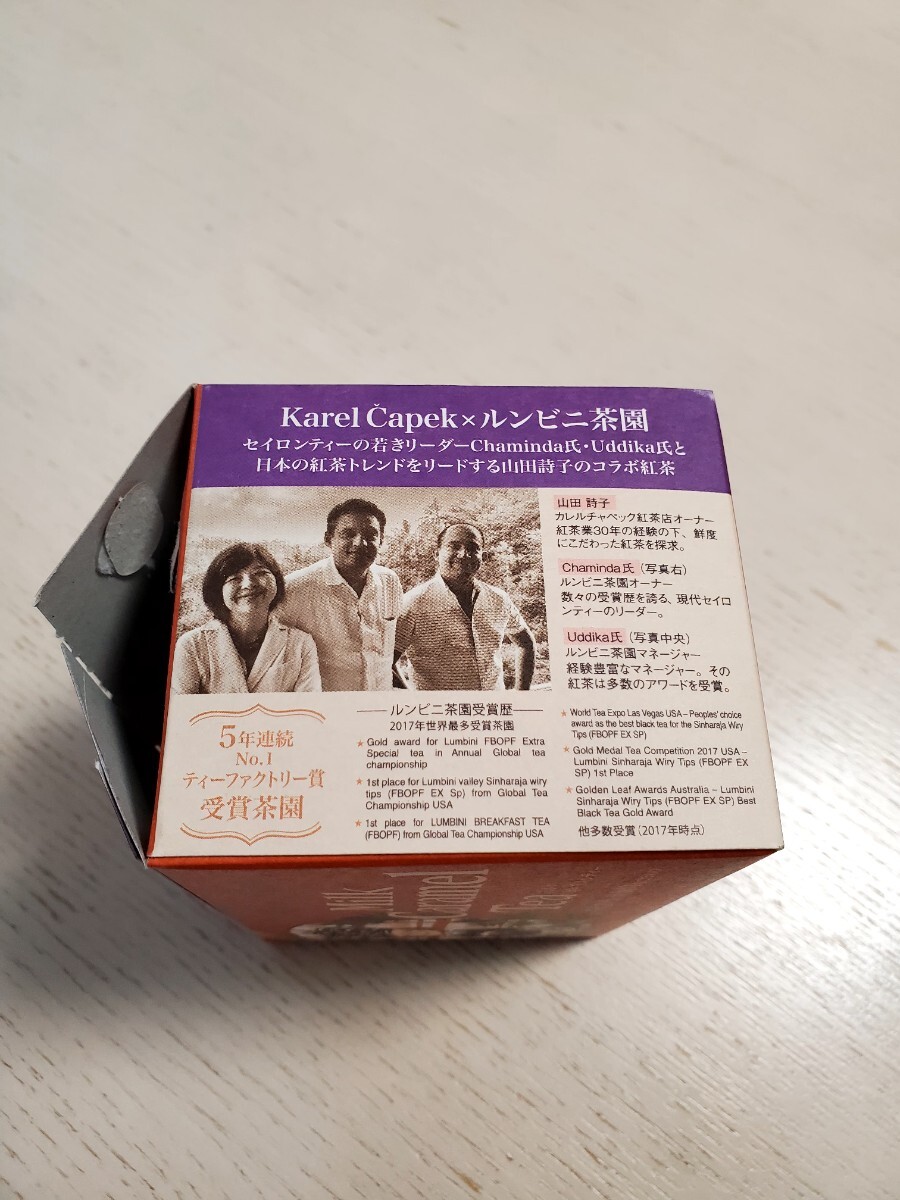 Karel Čapek×ルンビニ茶園
セイロンティーの若きリーダーChaminda氏・Uddika氏と
日本の紅茶トレンドをリードする山田詩子のコラボ紅茶
山田 詩子
カレルチャペック紅茶店オーナー
紅茶業30年の経験の下、鮮度
にこだわった紅茶を探求。
Chaminda氏（写真右）
ルンビニ茶園オーナー
数々の受賞歴を誇る、現代セイロ
ンティーのリーダー。
Uddika氏（写真中央）
ルンビニ茶園マネージャー
経験豊富なマネージャー。その
紅茶は多数のアワードを受賞。
5年連続
No.1
ティーファクトリー賞
受賞茶園
ルンビニ茶園受賞歴
2017年世界最多受賞茶園
★ Gold award for Lumbini FBOPF Extra
Special tea in Annual Global tea
championship
★ 1st place for Lumbini valley Sinharaja wiry
tips (FBOPF EX Sp) from Global Tea
Championship USA
★ 1st place for LUMBINI BREAKFAST TEA
(FBOPF) from Global Tea Championship USA
★ World Tea Expo Las Vegas USA – Peoples' choice
award as the best black tea for the Sinharaja Wiry
Tips (FBOPF EX SP)
★ Gold Medal Tea Competition 2017 USA –
Lumbini Sinharaja Wiry Tips (FBOPF EX
SP) 1st Place
★ Golden Leaf Awards Australia – Lumbini
Sinharaja Wiry Tips (FBOPF EX SP) Best
Black Tea Gold Award
他多数受賞（2017年時点）
Milk
Caramel
Tea